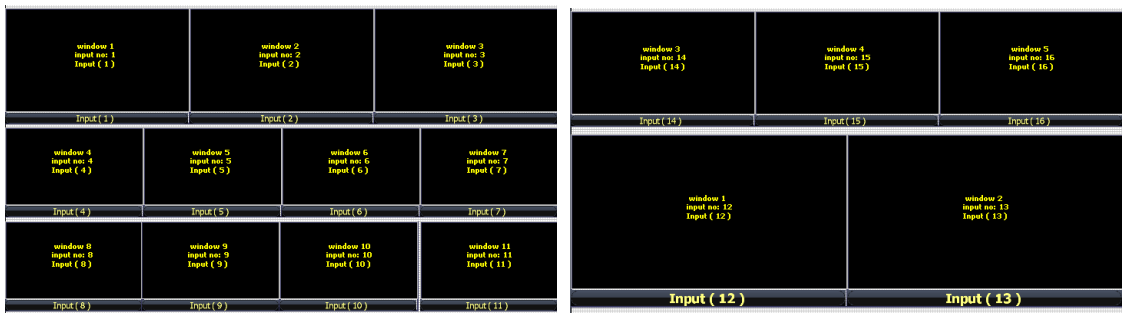 window 1
input no: 1
Input ( 1 )
window 2
input no: 2
Input ( 2 )
window 3
input no: 3
Input ( 3 )
Input ( 1 )
Input ( 2 )
Input ( 3 )
window 4
input no: 4
Input ( 4 )
window 5
input no: 5
Input ( 5 )
window 6
input no: 6
Input ( 6 )
window 7
input no: 7
Input ( 7 )
Input ( 4 )
Input ( 5 )
Input ( 6 )
Input ( 7 )
window 8
input no: 8
Input ( 8 )
window 9
input no: 9
Input ( 9 )
window 10
input no: 10
Input ( 10 )
window 11
input no: 11
Input ( 11 )
Input ( 8 )
Input ( 9 )
Input ( 10 )
Input ( 11 )
window 3
input no: 14
Input ( 14 )
window 4
input no: 15
Input ( 15 )
window 5
input no: 16
Input ( 16 )
Input ( 14 )
Input ( 15 )
Input ( 16 )
window 1
input no: 12
Input ( 12 )
window 2
input no: 13
Input ( 13 )
Input ( 12 )
Input ( 13 )